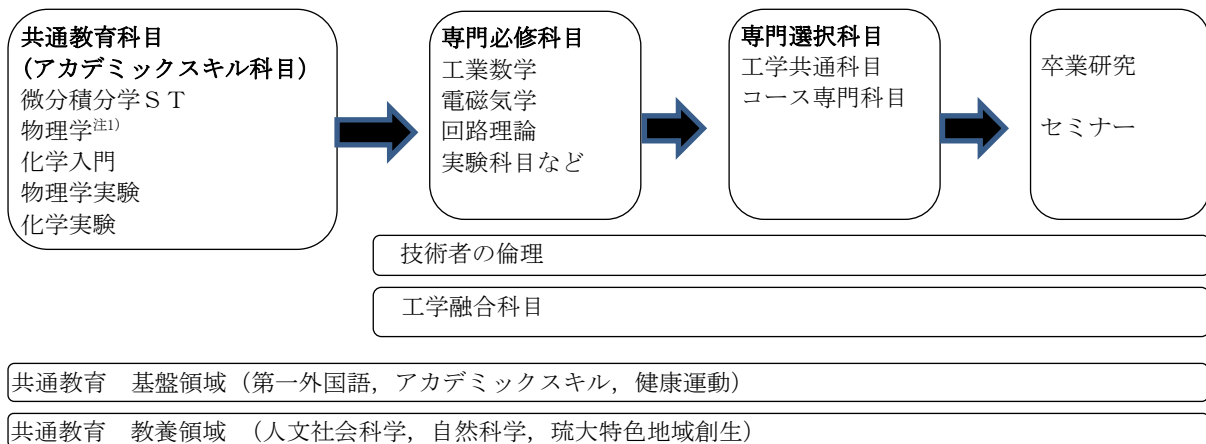 共通教育科目
(アカデミックスキル科目)
微分積分学ＳＴ
物理学注1)
化学入門
物理学実験
化学実験
専門必修科目
工業数学
電磁気学
回路理論
実験科目など
専門選択科目
工学共通科目
コース専門科目
卒業研究
セミナー
技術者の倫理
工学融合科目
共通教育　基盤領域（第一外国語，アカデミックスキル，健康運動）
共通教育　教養領域　（人文社会科学，自然科学，琉大特色地域創生）